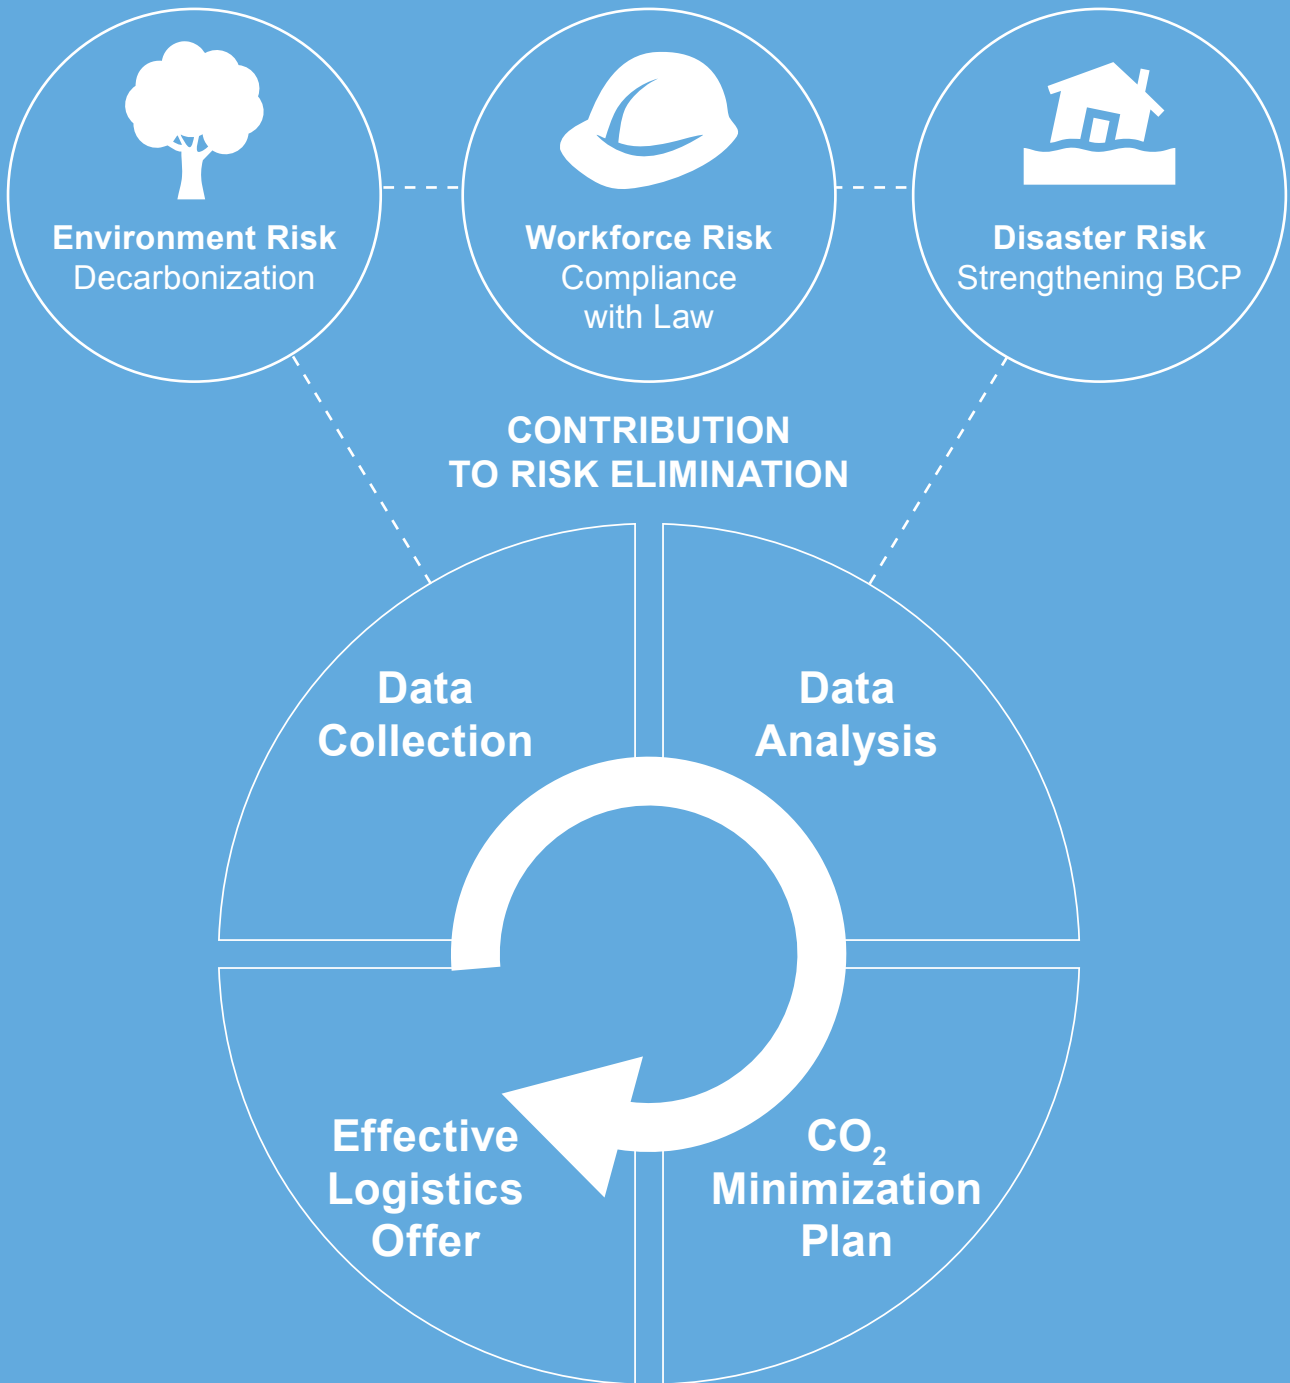 Environment Risk
Decarbonization
Workforce Risk
Compliance
with Law
Disaster Risk
Strengthening BCP
CONTRIBUTION
TO RISK ELIMINATION
Data
Collection
Data
Analysis
Effective
Logistics
Offer
CO₂
Minimization
Plan